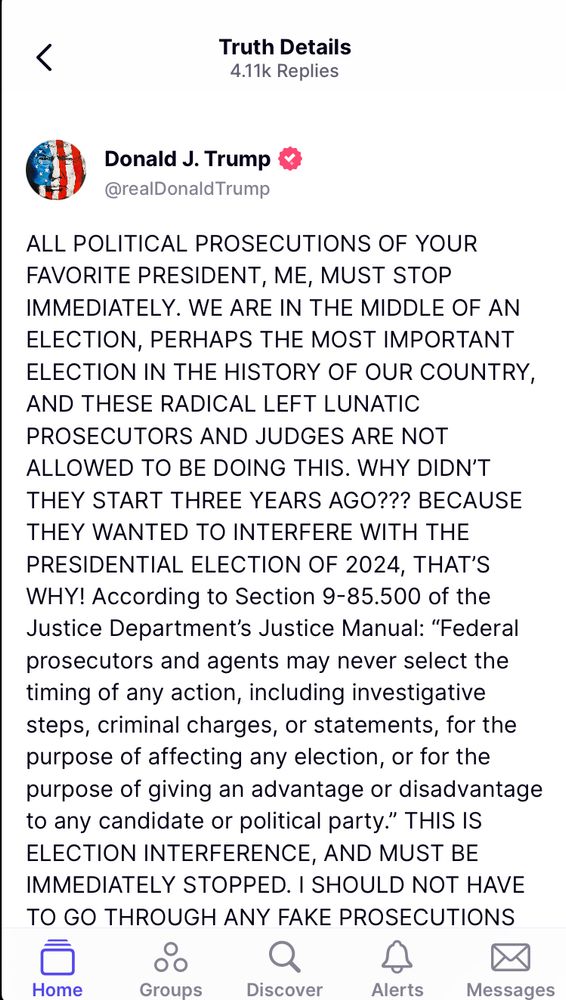 Truth Details
4.11k Replies
Donald J. Trump
@realDonaldTrump
ALL POLITICAL PROSECUTIONS OF YOUR
FAVORITE PRESIDENT, ME, MUST STOP
IMMEDIATELY. WE ARE IN THE MIDDLE OF AN
ELECTION, PERHAPS THE MOST IMPORTANT
ELECTION IN THE HISTORY OF OUR COUNTRY,
AND THESE RADICAL LEFT LUNATIC
PROSECUTORS AND JUDGES ARE NOT
ALLOWED TO BE DOING THIS. WHY DIDN’T
THEY START THREE YEARS AGO??? BECAUSE
THEY WANTED TO INTERFERE WITH THE
PRESIDENTIAL ELECTION OF 2024, THAT’S
WHY! According to Section 9-85.500 of the
Justice Department’s Justice Manual: “Federal
prosecutors and agents may never select the
timing of any action, including investigative
steps, criminal charges, or statements, for the
purpose of affecting any election, or for the
purpose of giving an advantage or disadvantage
to any candidate or political party.” THIS IS
ELECTION INTERFERENCE, AND MUST BE
IMMEDIATELY STOPPED. I SHOULD NOT HAVE
TO GO THROUGH ANY FAKE PROSECUTIONS
Home
Groups
Discover
Alerts
Messages